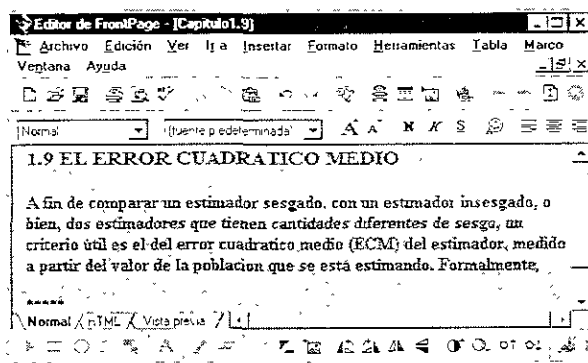 Editor de FrontPage - [Capitulo1.9]
Archivo Edición Ver Ir a Insertar Formato Herramientas Tabla Marco
Ventana Ayuda
Normal (fuente predeterminada) A A N K S
1.9 EL ERROR CUADRATICO MEDIO
A fin de comparar un estimador sesgado, con un estimador insesgado, o
bien, dos estimadores que tienen cantidades diferentes de sesgo, un
criterio útil es el del error cuadratico medio (ECM) del estimador, medido
a partir del valor de la poblacion que se está estimando. Formalmente,
*****
Normal HTML Vista previa